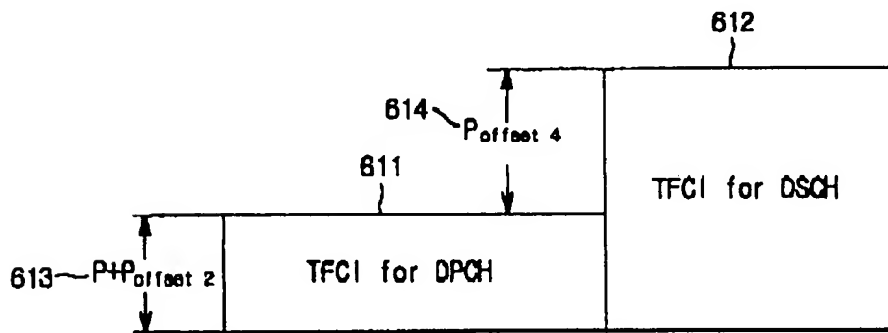 612
614
Poffset 4
611
TFCI for DSCH
613
P+Poffset 2
TFCI for DPCH